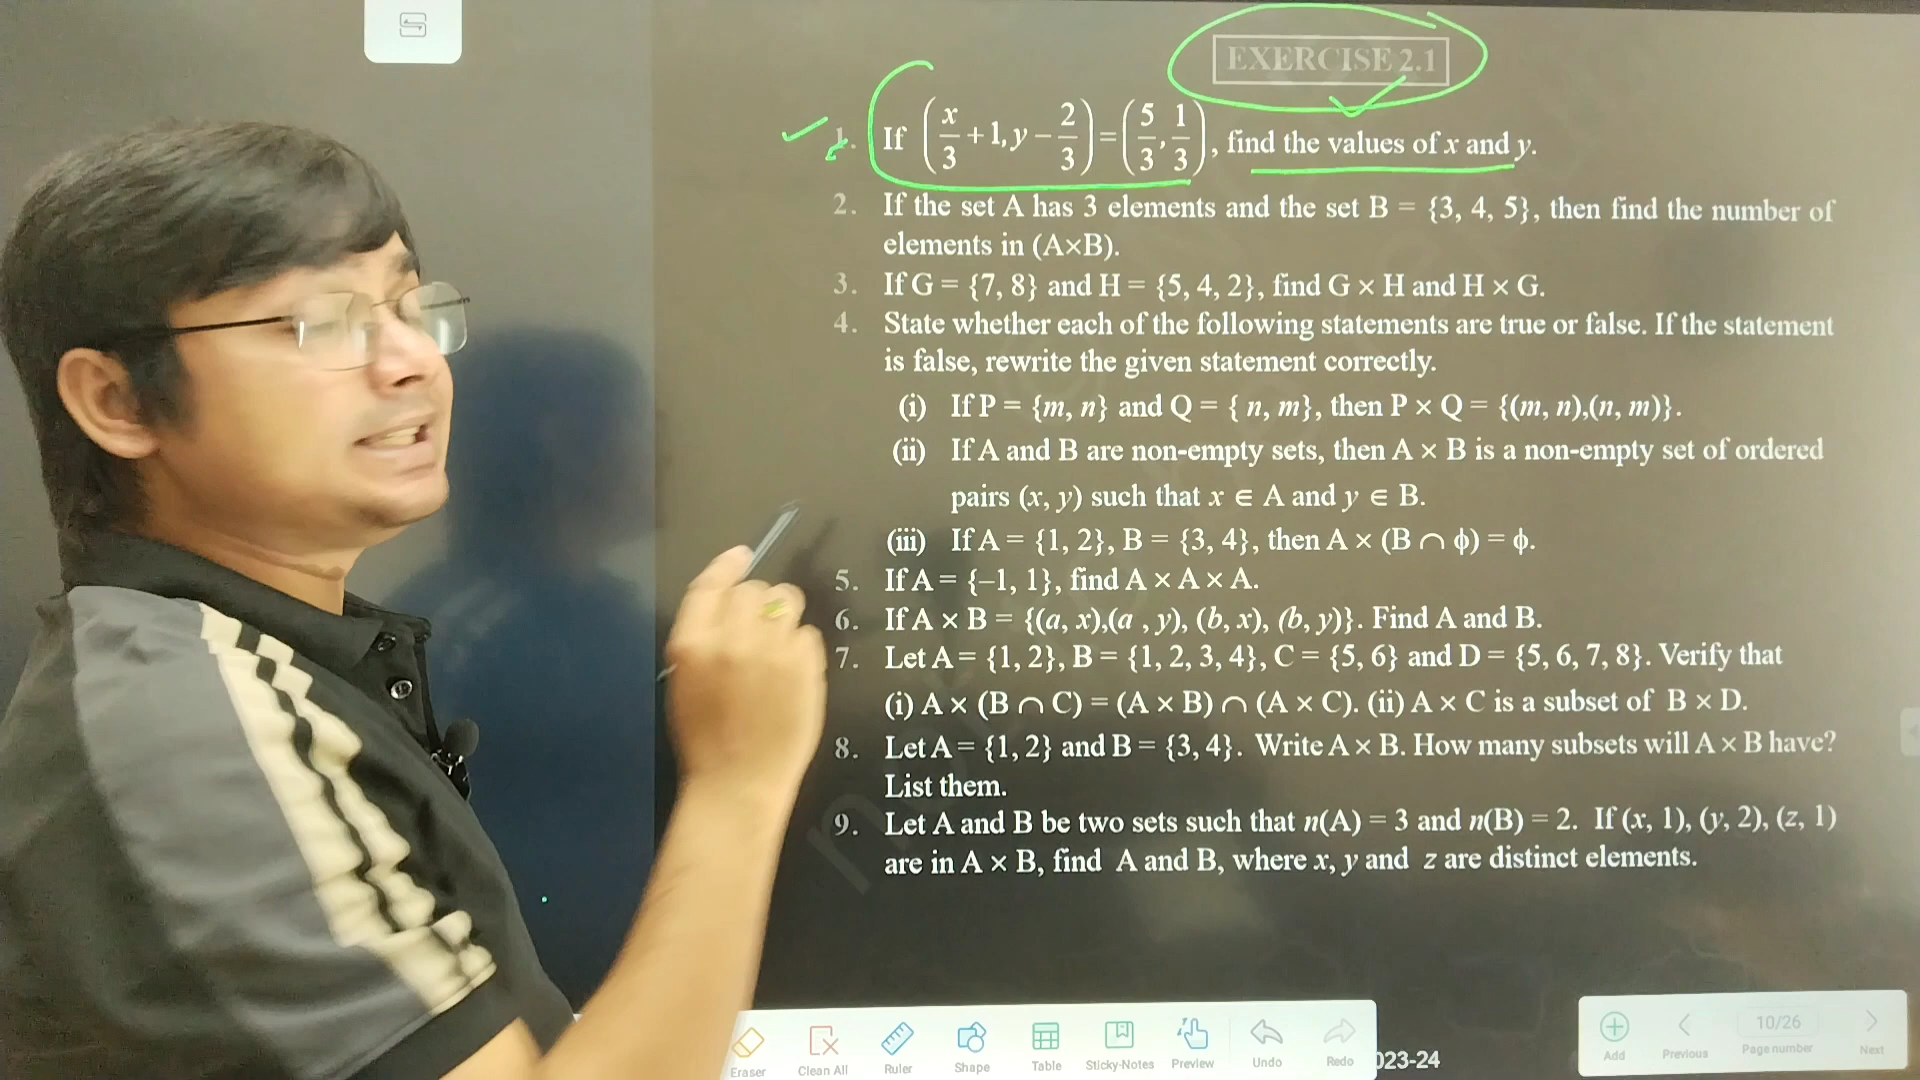 EXERCISE 2.1
1. If (x/3 + 1, y – 2/3) = (5/3, 1/3), find the values of x and y.
2. If the set A has 3 elements and the set B = {3, 4, 5}, then find the number of
elements in (A×B).
3. If G = {7, 8} and H = {5, 4, 2}, find G × H and H × G.
4. State whether each of the following statements are true or false. If the statement
is false, rewrite the given statement correctly.
(i) If P = {m, n} and Q = { n, m}, then P × Q = {(m, n),(n, m)}.
(ii) If A and B are non-empty sets, then A × B is a non-empty set of ordered
pairs (x, y) such that x ∈ A and y ∈ B.
(iii) If A = {1, 2}, B = {3, 4}, then A × (B ∩ ϕ) = ϕ.
5. If A = {–1, 1}, find A × A × A.
6. If A × B = {(a, x),(a , y), (b, x), (b, y)}. Find A and B.
7. Let A = {1, 2}, B = {1, 2, 3, 4}, C = {5, 6} and D = {5, 6, 7, 8}. Verify that
(i) A × (B ∩ C) = (A × B) ∩ (A × C). (ii) A × C is a subset of B × D.
8. Let A = {1, 2} and B = {3, 4}. Write A × B. How many subsets will A × B have?
List them.
9. Let A and B be two sets such that n(A) = 3 and n(B) = 2. If (x, 1), (y, 2), (z, 1)
are in A × B, find A and B, where x, y and z are distinct elements.
Eraser Clean All Ruler Shape Table Sticky-Notes Preview Undo Redo
023-24
10/26
Add Previous Page number Next